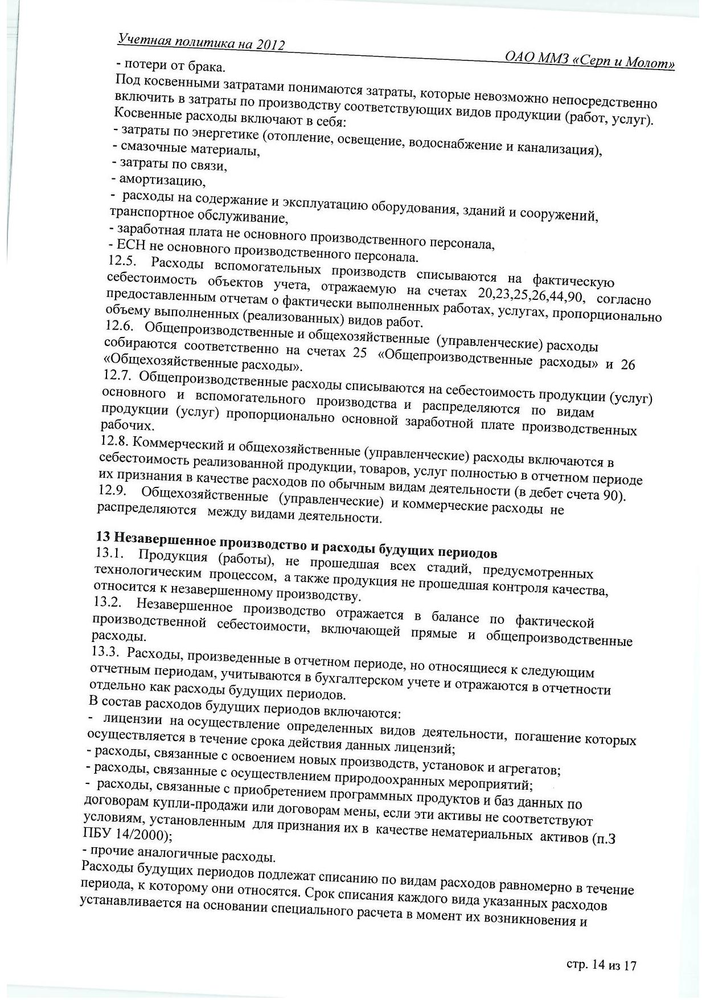 Учетная политика на 2012
ОАО ММЗ «Серп и Молот»
- потери от брака.
Под косвенными затратами понимаются затраты, которые невозможно непосредственно
включить в затраты по производству соответствующих видов продукции (работ, услуг).
Косвенные расходы включают в себя:
- затраты по энергетике (отопление, освещение, водоснабжение и канализация),
- смазочные материалы,
- затраты по связи,
- амортизацию,
- расходы на содержание и эксплуатацию оборудования, зданий и сооружений,
транспортное обслуживание,
- заработная плата не основного производственного персонала,
- ЕСН не основного производственного персонала.
12.5. Расходы вспомогательных производств списываются на фактическую
себестоимость объектов учета, отражаемую на счетах 20,23,25,26,44,90, согласно
предоставленным отчетам о фактически выполненных работах, услугах, пропорционально
объему выполненных (реализованных) видов работ.
12.6. Общепроизводственные и общехозяйственные (управленческие) расходы
собираются соответственно на счетах 25 «Общепроизводственные расходы» и 26
«Общехозяйственные расходы».
12.7. Общепроизводственные расходы списываются на себестоимость продукции (услуг)
основного и вспомогательного производства и распределяются по видам
продукции (услуг) пропорционально основной заработной плате производственных
рабочих.
12.8. Коммерческий и общехозяйственные (управленческие) расходы включаются в
себестоимость реализованной продукции, товаров, услуг полностью в отчетном периоде
их признания в качестве расходов по обычным видам деятельности (в дебет счета 90).
12.9. Общехозяйственные (управленческие) и коммерческие расходы не
распределяются между видами деятельности.
13 Незавершенное производство и расходы будущих периодов
13.1. Продукция (работы), не прошедшая всех стадий, предусмотренных
технологическим процессом, а также продукция не прошедшая контроля качества,
относится к незавершенному производству.
13.2. Незавершенное производство отражается в балансе по фактической
производственной себестоимости, включающей прямые и общепроизводственные
расходы.
13.3. Расходы, произведенные в отчетном периоде, но относящиеся к следующим
отчетным периодам, учитываются в бухгалтерском учете и отражаются в отчетности
отдельно как расходы будущих периодов.
В состав расходов будущих периодов включаются:
- лицензии на осуществление определенных видов деятельности, погашение которых
осуществляется в течение срока действия данных лицензий;
- расходы, связанные с освоением новых производств, установок и агрегатов;
- расходы, связанные с осуществлением природоохранных мероприятий;
- расходы, связанные с приобретением программных продуктов и баз данных по
договорам купли-продажи или договорам мены, если эти активы не соответствуют
условиям, установленным для признания их в качестве нематериальных активов (п.3
ПБУ 14/2000);
- прочие аналогичные расходы.
Расходы будущих периодов подлежат списанию по видам расходов равномерно в течение
периода, к которому они относятся. Срок списания каждого вида указанных расходов
устанавливается на основании специального расчета в момент их возникновения и
стр. 14 из 17